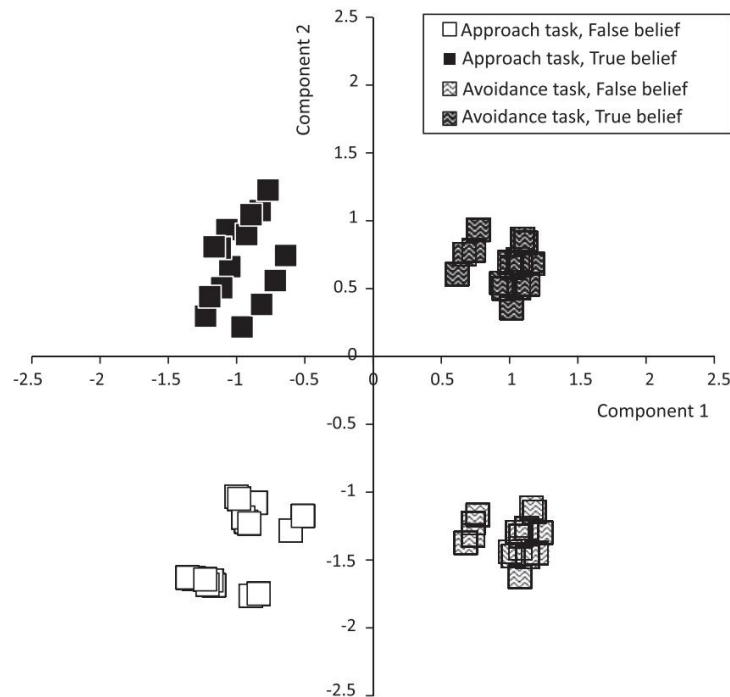 2.5
Component 2
Approach task, False belief
Approach task, True belief
Avoidance task, False belief
Avoidance task, True belief
2
1.5
1
0.5
0
-2.5 -2 -1.5 -1 -0.5 0 0.5 1 1.5 2 2.5
Component 1
-0.5
-1
-1.5
-2
-2.5